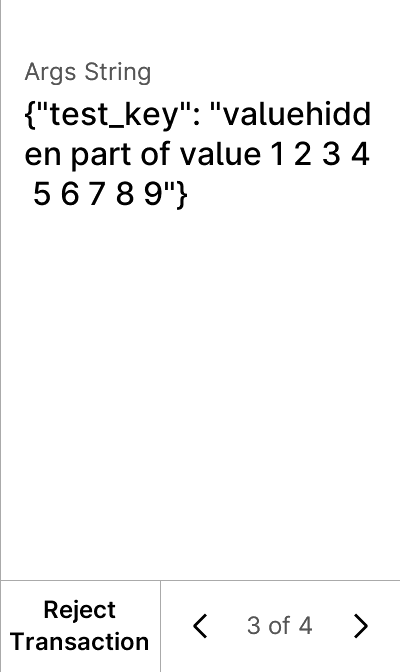 Args String
{"test_key": "valuehidd
en part of value 1 2 3 4
 5 6 7 8 9"}
Reject
Transaction
3 of 4